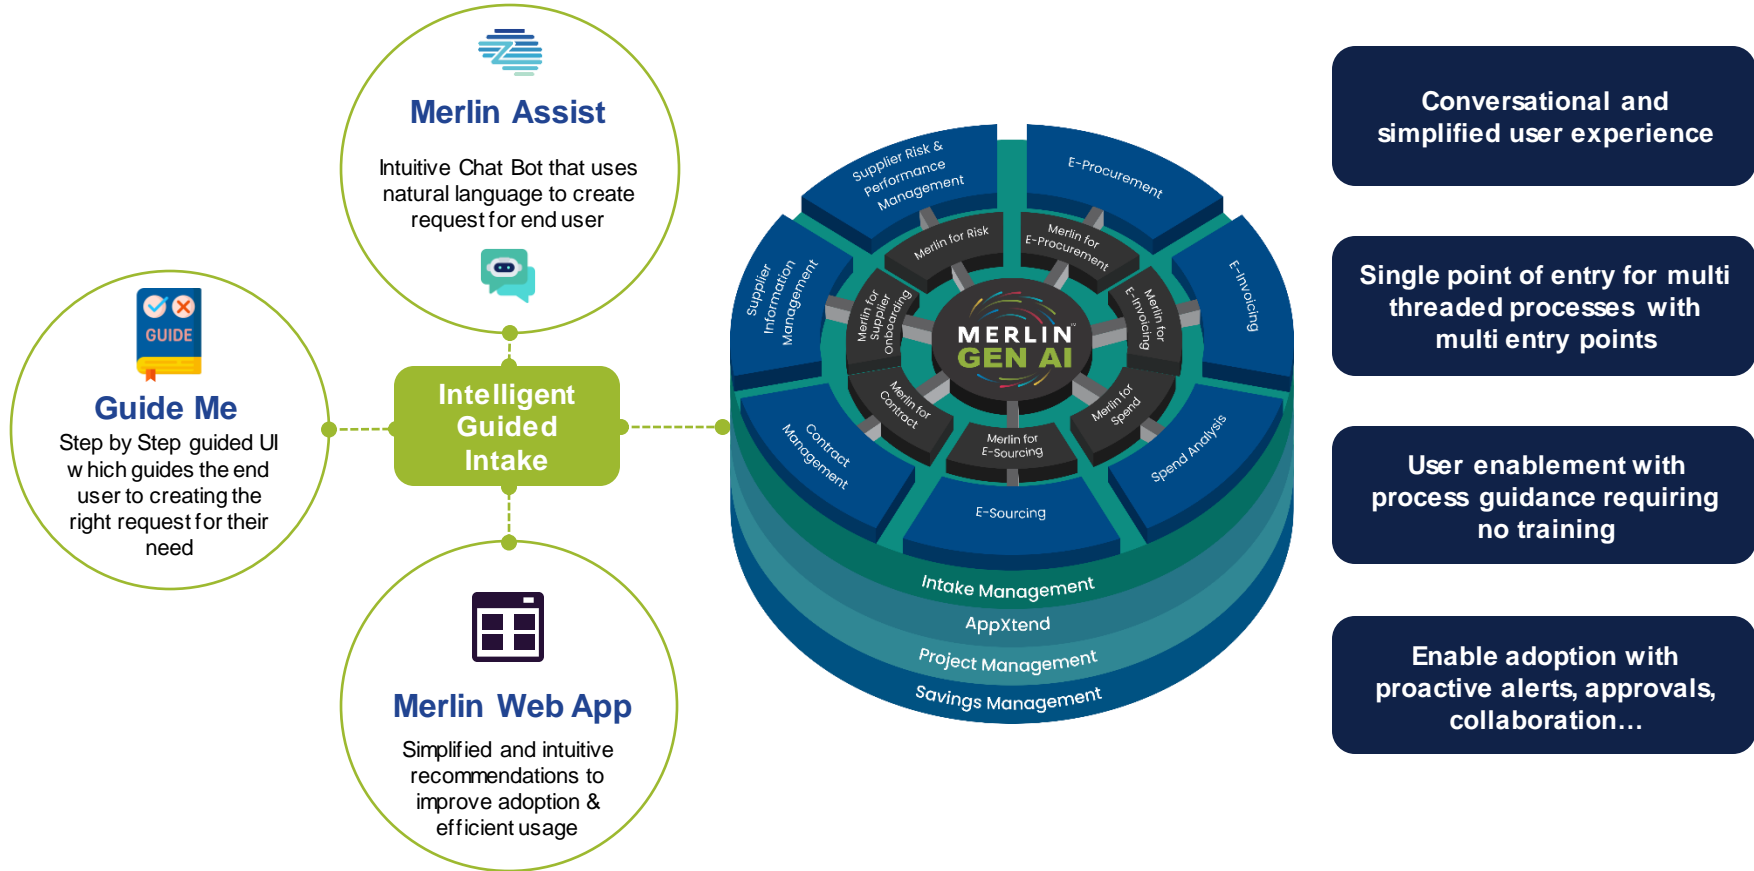 Merlin Assist
Intuitive Chat Bot that uses
natural language to create
request for end user
GUIDE
Guide Me
Step by Step guided UI
which guides the end
user to creating the
right request for their
need
Intelligent
Guided
Intake
Merlin Web App
Simplified and intuitive
recommendations to
improve adoption &
efficient usage
Supplier Risk &
Performance
Management
E-Procurement
E-Invoicing
Spend Analysis
E-Sourcing
Contract
Management
Supplier
Information
Management
Merlin for Risk
Merlin for
E-Procurement
Merlin for
E-Invoicing
Merlin for
Spend
Merlin for
E-Sourcing
Merlin for
Contract
Merlin for
Supplier
Onboarding
MERLIN
GEN AI
Intake Management
AppXtend
Project Management
Savings Management
Conversational and
simplified user experience
Single point of entry for multi
threaded processes with
multi entry points
User enablement with
process guidance requiring
no training
Enable adoption with
proactive alerts, approvals,
collaboration…